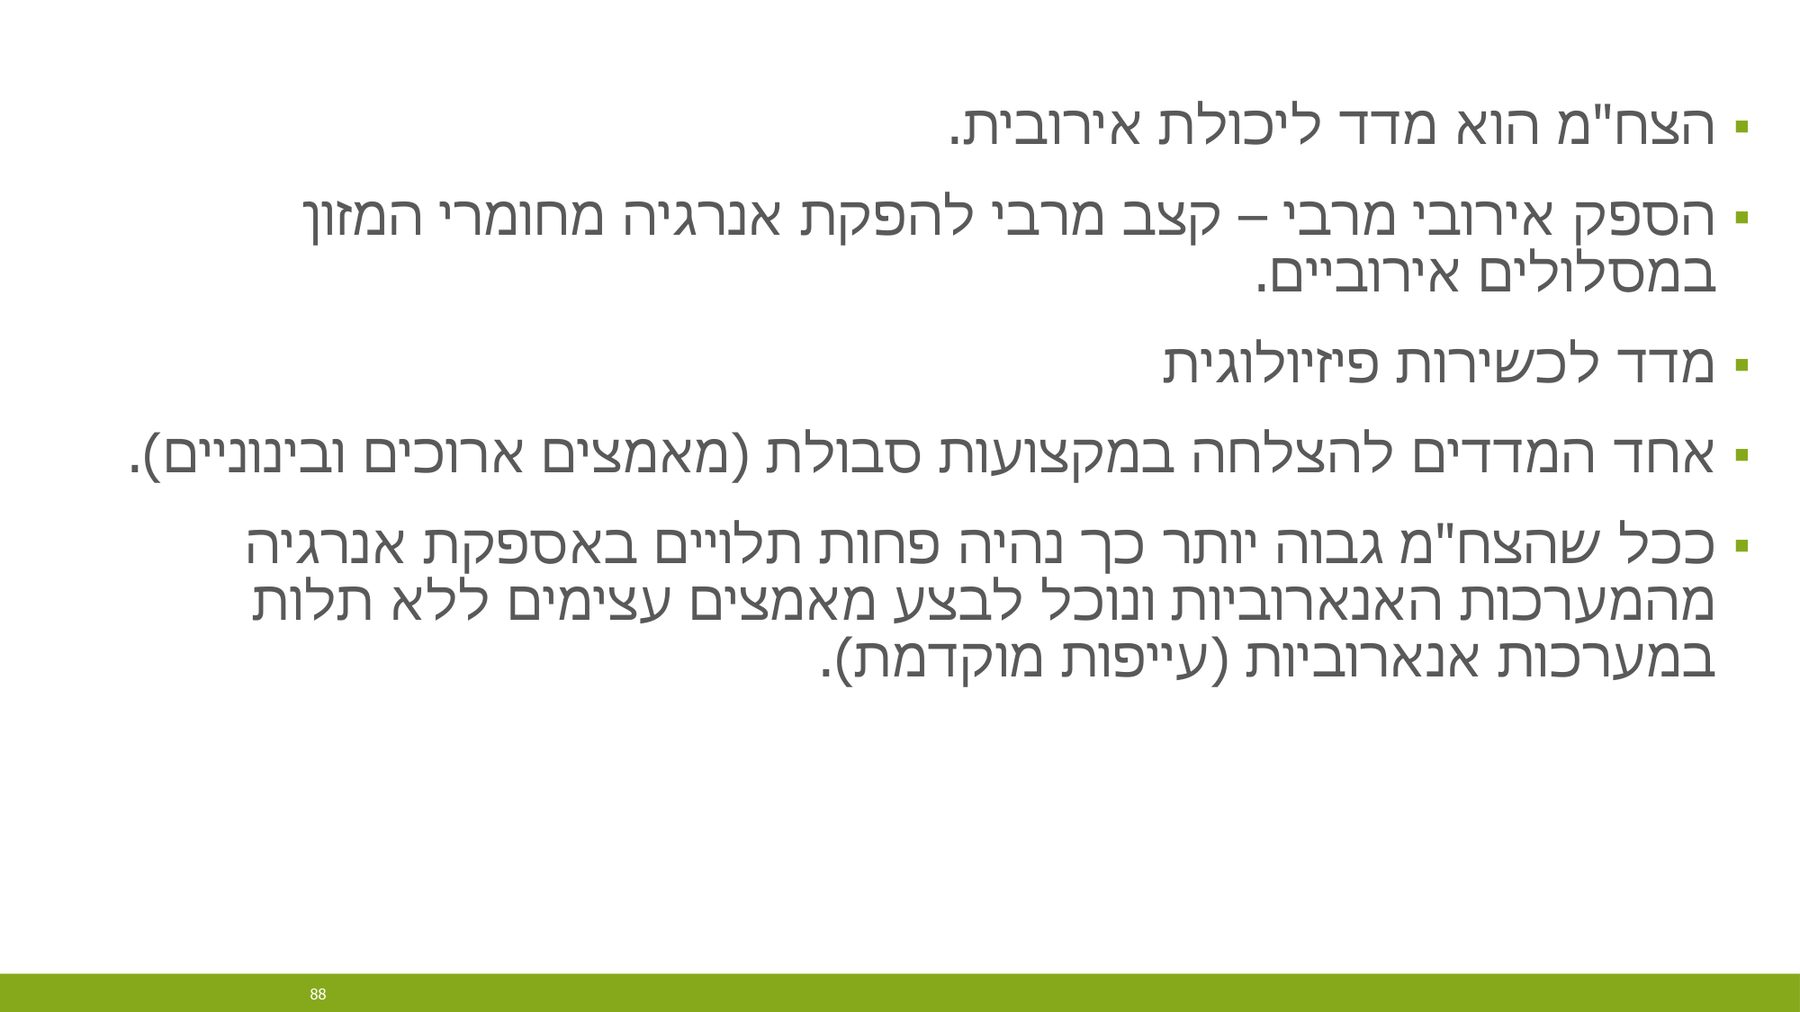 ▪ הצח"מ הוא מדד ליכולת אירובית.
▪ הספק אירובי מרבי – קצב מרבי להפקת אנרגיה מחומרי המזון
במסלולים אירוביים.
▪ מדד לכשירות פיזיולוגית
▪ אחד המדדים להצלחה במקצועות סבולת (מאמצים ארוכים ובינוניים).
▪ ככל שהצח"מ גבוה יותר כך נהיה פחות תלויים באספקת אנרגיה
מהמערכות האנארוביות ונוכל לבצע מאמצים עצימים ללא תלות
במערכות אנארוביות (עייפות מוקדמת).
88